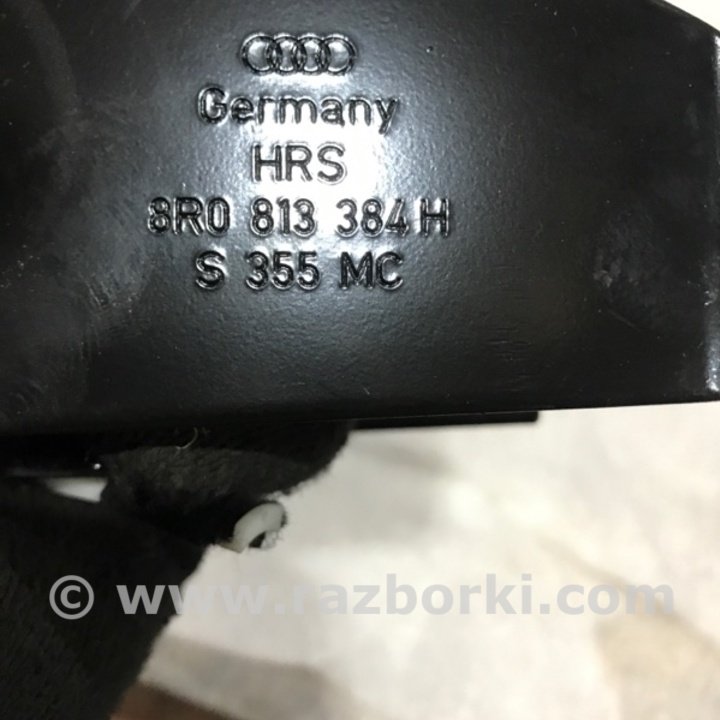 Germany
HRS
8R0 813 384 H
S 355 MC
© www.razborki.com